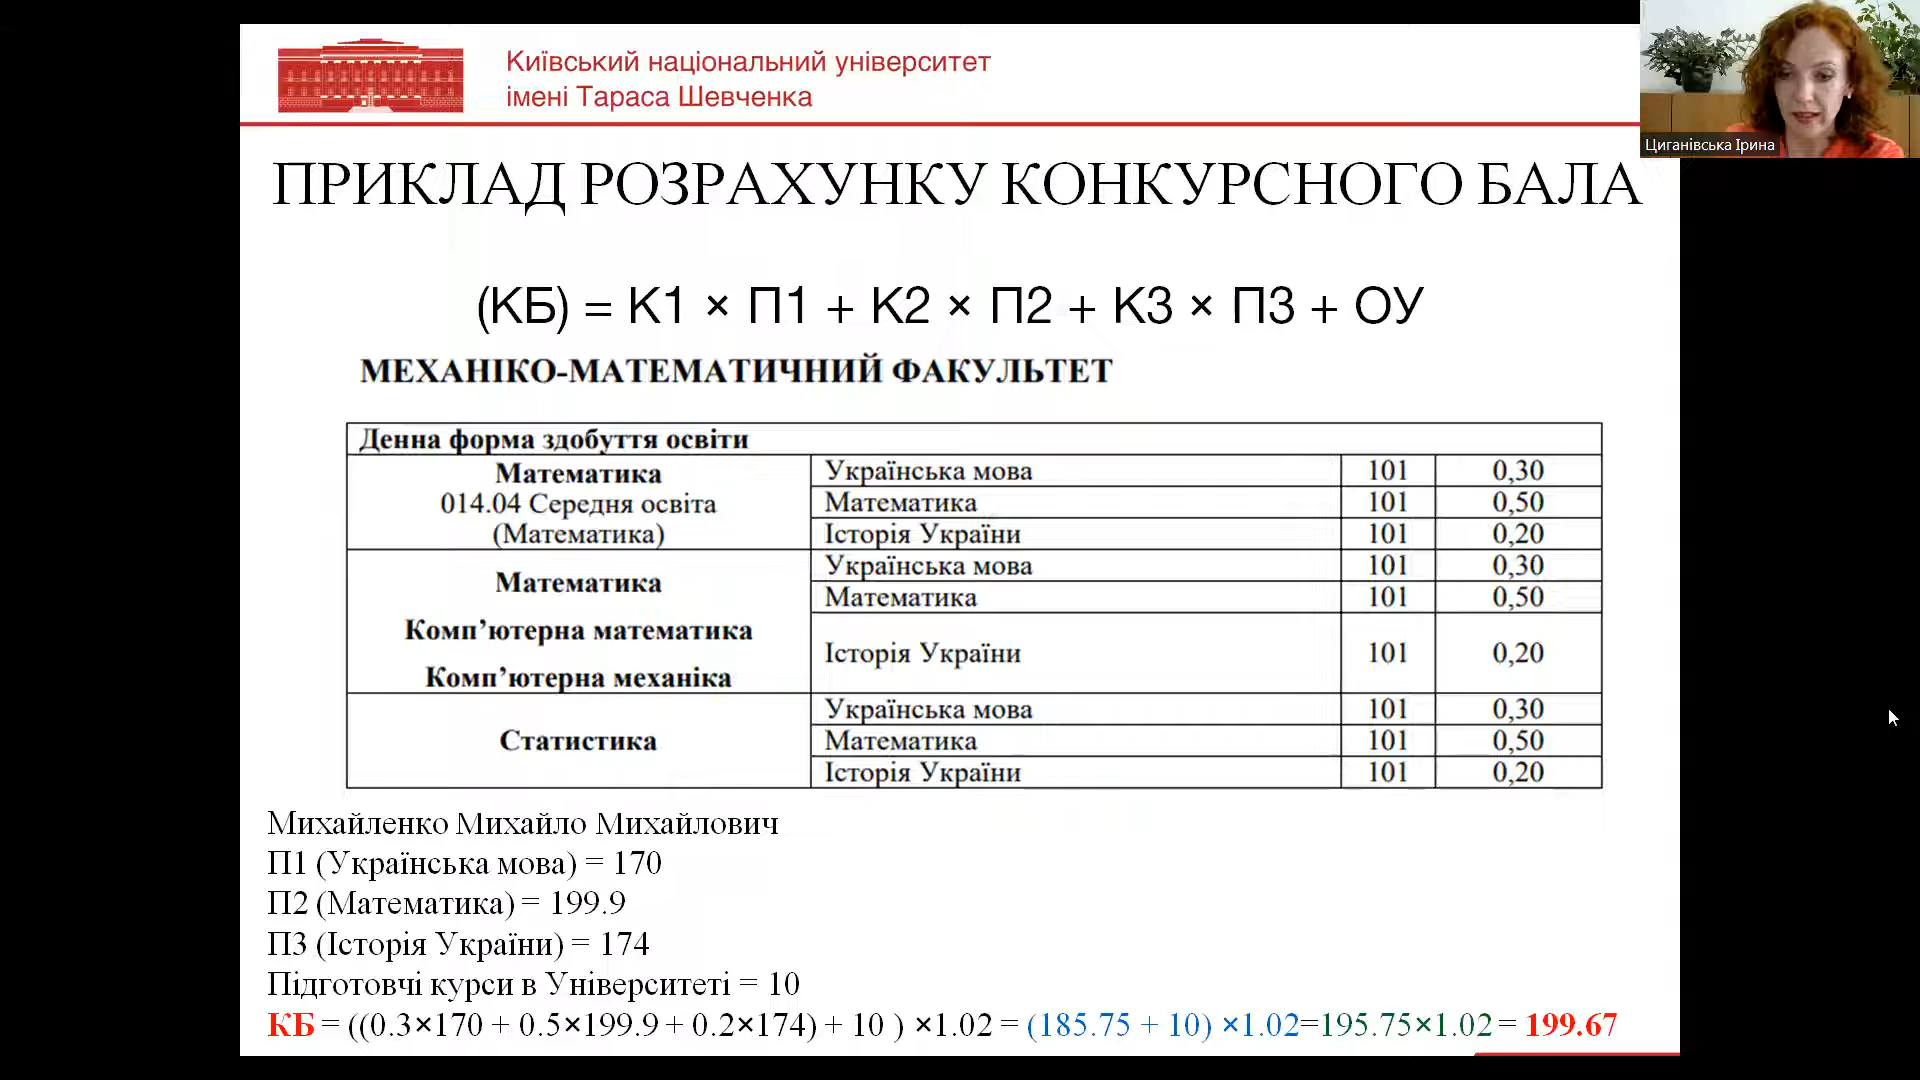 Київський національний університет
імені Тараса Шевченка
Циганівська Ірина
ПРИКЛАД РОЗРАХУНКУ КОНКУРСНОГО БАЛА
(КБ) = К1 × П1 + К2 × П2 + К3 × П3 + ОУ
МЕХАНІКО-МАТЕМАТИЧНИЙ ФАКУЛЬТЕТ
Денна форма здобуття освіти
Математика
014.04 Середня освіта
(Математика)
Українська мова 101 0,30
Математика 101 0,50
Історія України 101 0,20
Математика
Комп’ютерна математика
Комп’ютерна механіка
Українська мова 101 0,30
Математика 101 0,50
Історія України 101 0,20
Статистика
Українська мова 101 0,30
Математика 101 0,50
Історія України 101 0,20
Михайленко Михайло Михайлович
П1 (Українська мова) = 170
П2 (Математика) = 199.9
П3 (Історія України) = 174
Підготовчі курси в Університеті = 10
КБ = ((0.3×170 + 0.5×199.9 + 0.2×174) + 10 ) ×1.02 = (185.75 + 10) ×1.02=195.75×1.02 = 199.67